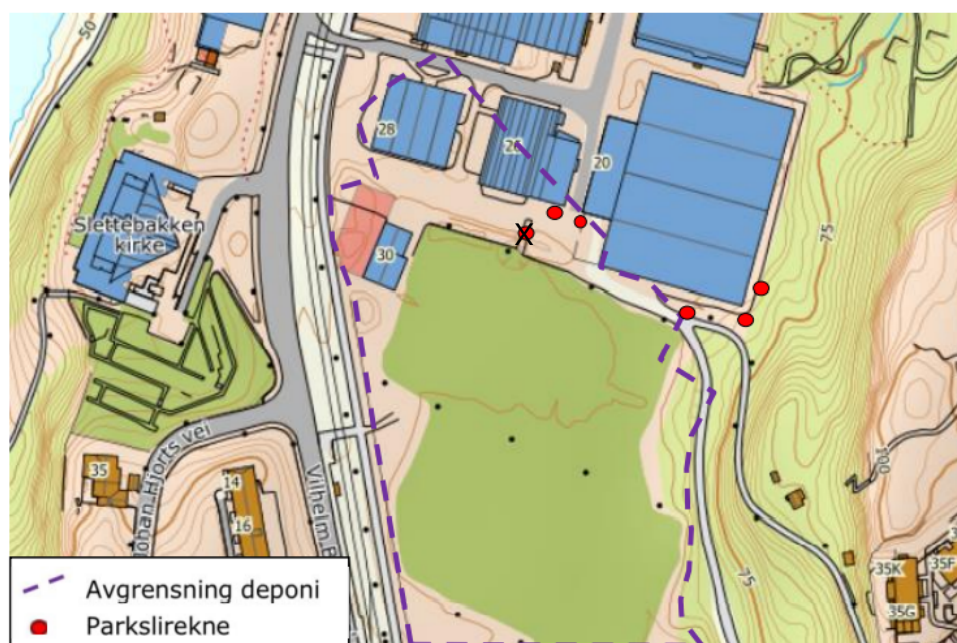 50
28
20
75
Slettebakken
kirke
30
100
Johan Hjorts vei
35
14
16
Vilhelm B
75
35K
35F
35G
Avgrensning deponi
Parkslirekne